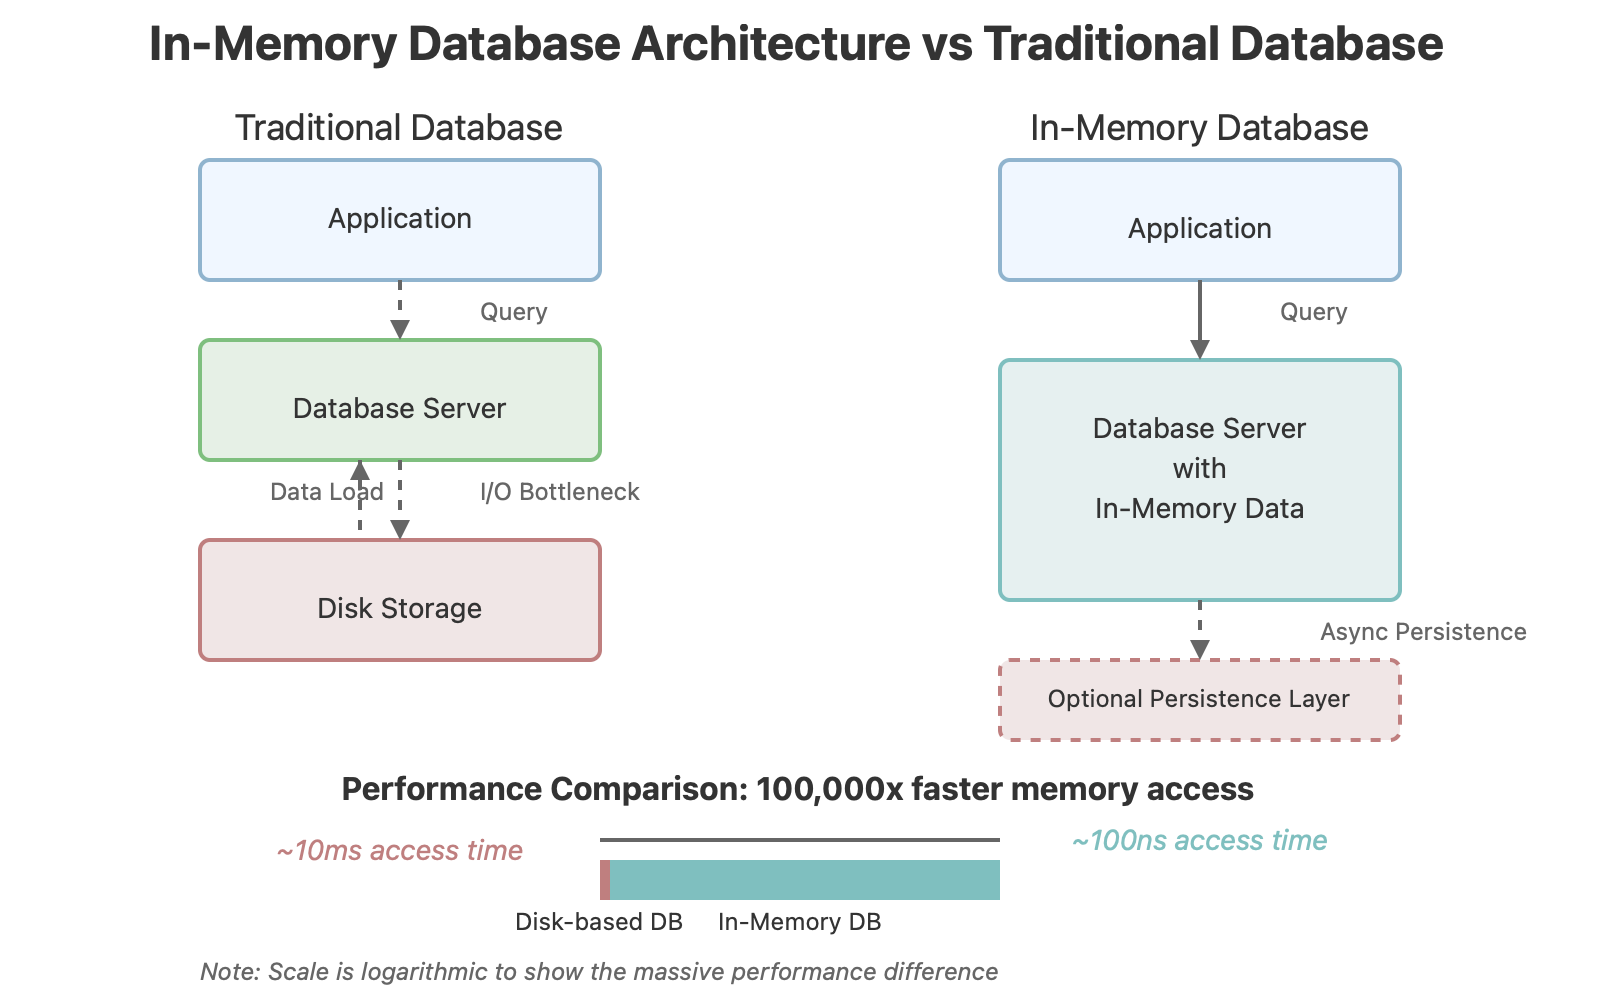 In-Memory Database Architecture vs Traditional Database
Traditional Database
Application
Query
Database Server
Data Load
I/O Bottleneck
Disk Storage
In-Memory Database
Application
Query
Database Server
with
In-Memory Data
Async Persistence
Optional Persistence Layer
Performance Comparison: 100,000x faster memory access
~10ms access time
~100ns access time
Disk-based DB
In-Memory DB
Note: Scale is logarithmic to show the massive performance difference